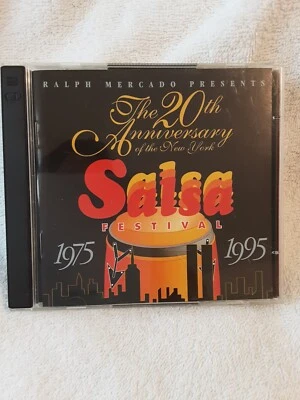 RALPH MERCADO PRESENTS
The 20th
Anniversary
of the New York
Salsa
FESTIVAL
1975 1995